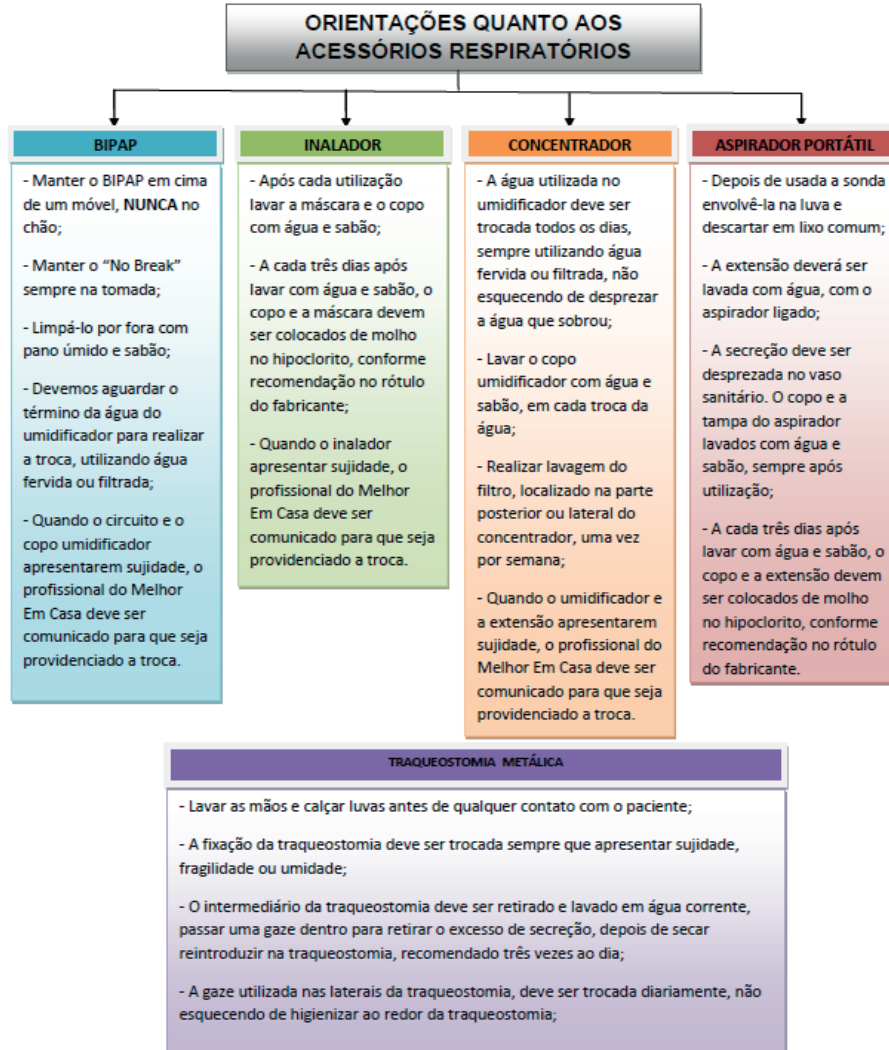 ORIENTAÇÕES QUANTO AOS
ACESSÓRIOS RESPIRATÓRIOS
BIPAP
- Manter o BIPAP em cima
de um móvel, NUNCA no
chão;
- Manter o “No Break”
sempre na tomada;
- Limpá-lo por fora com
pano úmido e sabão;
- Devemos aguardar o
término da água do
umidificador para realizar
a troca, utilizando água
fervida ou filtrada;
- Quando o circuito e o
copo umidificador
apresentarem sujidade, o
profissional do Melhor
Em Casa deve ser
comunicado para que seja
providenciado a troca.
INALADOR
- Após cada utilização
lavar a máscara e o copo
com água e sabão;
- A cada três dias após
lavar com água e sabão, o
copo e a máscara devem
ser colocados de molho
no hipoclorito, conforme
recomendação no rótulo
do fabricante;
- Quando o inalador
apresentar sujidade, o
profissional do Melhor
Em Casa deve ser
comunicado para que seja
providenciado a troca.
CONCENTRADOR
- A água utilizada no
umidificador deve ser
trocada todos os dias,
sempre utilizando água
fervida ou filtrada, não
esquecendo de desprezar
a água que sobrou;
- Lavar o copo
umidificador com água e
sabão, em cada troca da
água;
- Realizar lavagem do
filtro, localizado na parte
posterior ou lateral do
concentrador, uma vez
por semana;
- Quando o umidificador e
a extensão apresentarem
sujidade, o profissional do
Melhor Em Casa deve ser
comunicado para que seja
providenciado a troca.
ASPIRADOR PORTÁTIL
- Depois de usada a sonda
envolvê-la na luva e
descartar em lixo comum;
- A extensão deverá ser
lavada com água, com o
aspirador ligado;
- A secreção deve ser
desprezada no vaso
sanitário. O copo e a
tampa do aspirador
lavados com água e
sabão, sempre após
utilização;
- A cada três dias após
lavar com água e sabão, o
copo e a extensão devem
ser colocados de molho
no hipoclorito, conforme
recomendação no rótulo
do fabricante.
TRAQUEOSTOMIA METÁLICA
- Lavar as mãos e calçar luvas antes de qualquer contato com o paciente;
- A fixação da traqueostomia deve ser trocada sempre que apresentar sujidade,
fragilidade ou umidade;
- O intermediário da traqueostomia deve ser retirado e lavado em água corrente,
passar uma gaze dentro para retirar o excesso de secreção, depois de secar
reintroduzir na traqueostomia, recomendado três vezes ao dia;
- A gaze utilizada nas laterais da traqueostomia, deve ser trocada diariamente, não
esquecendo de higienizar ao redor da traqueostomia;